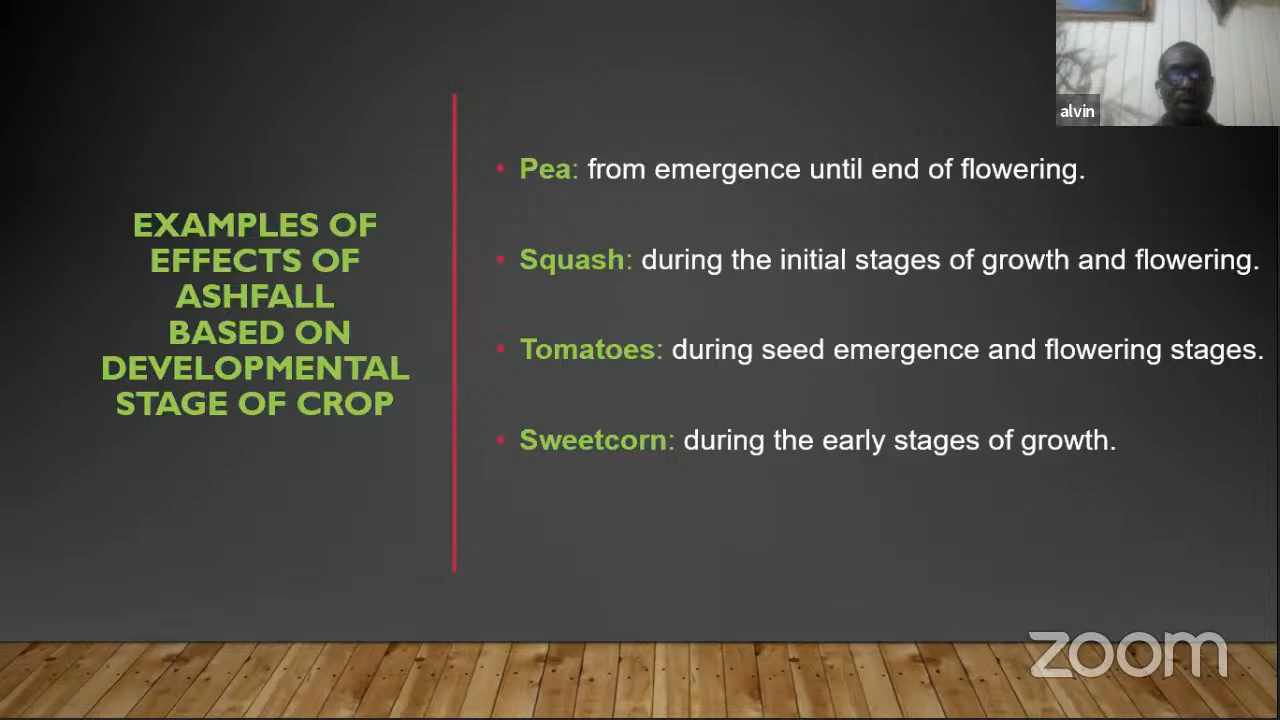 alvin
EXAMPLES OF
EFFECTS OF
ASHFALL
BASED ON
DEVELOPMENTAL
STAGE OF CROP
• Pea: from emergence until end of flowering.
• Squash: during the initial stages of growth and flowering.
• Tomatoes: during seed emergence and flowering stages.
• Sweetcorn: during the early stages of growth.
zoom